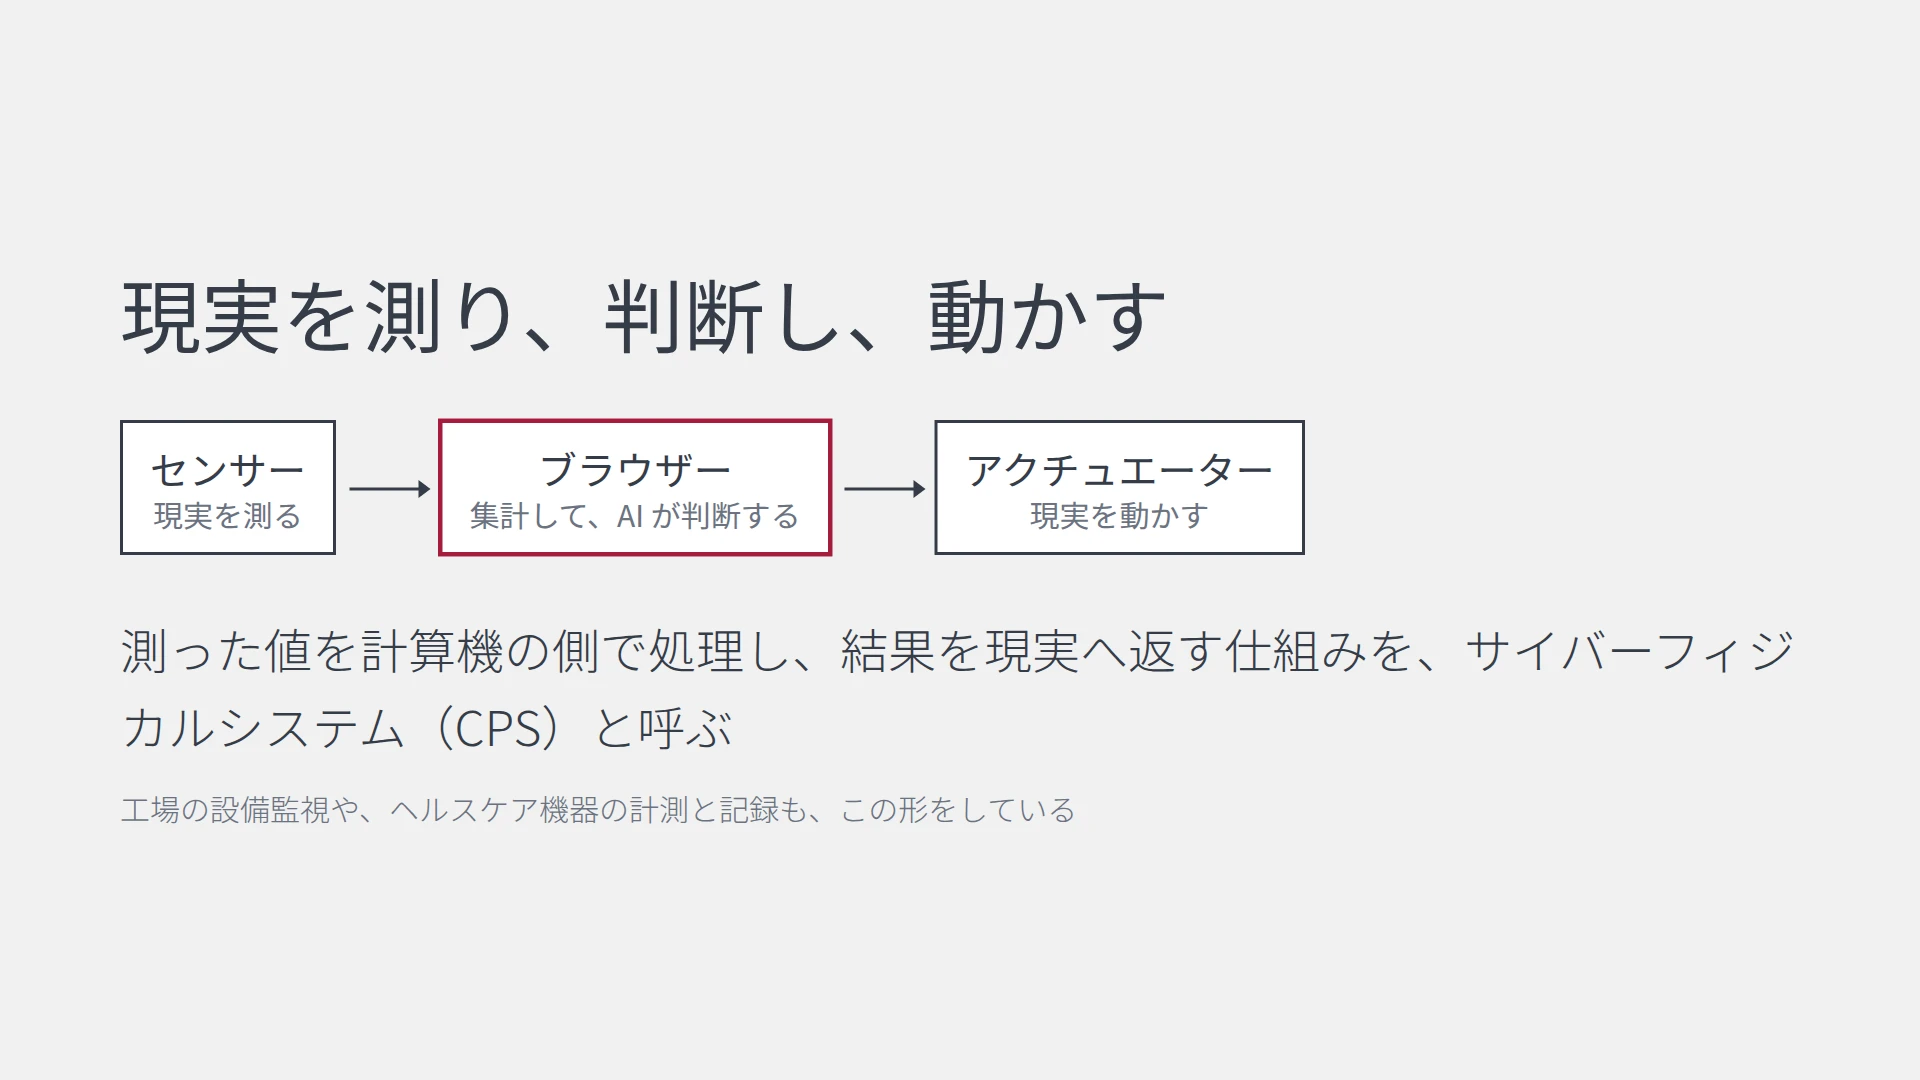 現実を測り、判断し、動かす
センサー
現実を測る
ブラウザー
集計して、AI が判断する
アクチュエーター
現実を動かす
測った値を計算機の側で処理し、結果を現実へ返す仕組みを、サイバーフィジ
カルシステム（CPS）と呼ぶ
工場の設備監視や、ヘルスケア機器の計測と記録も、この形をしている